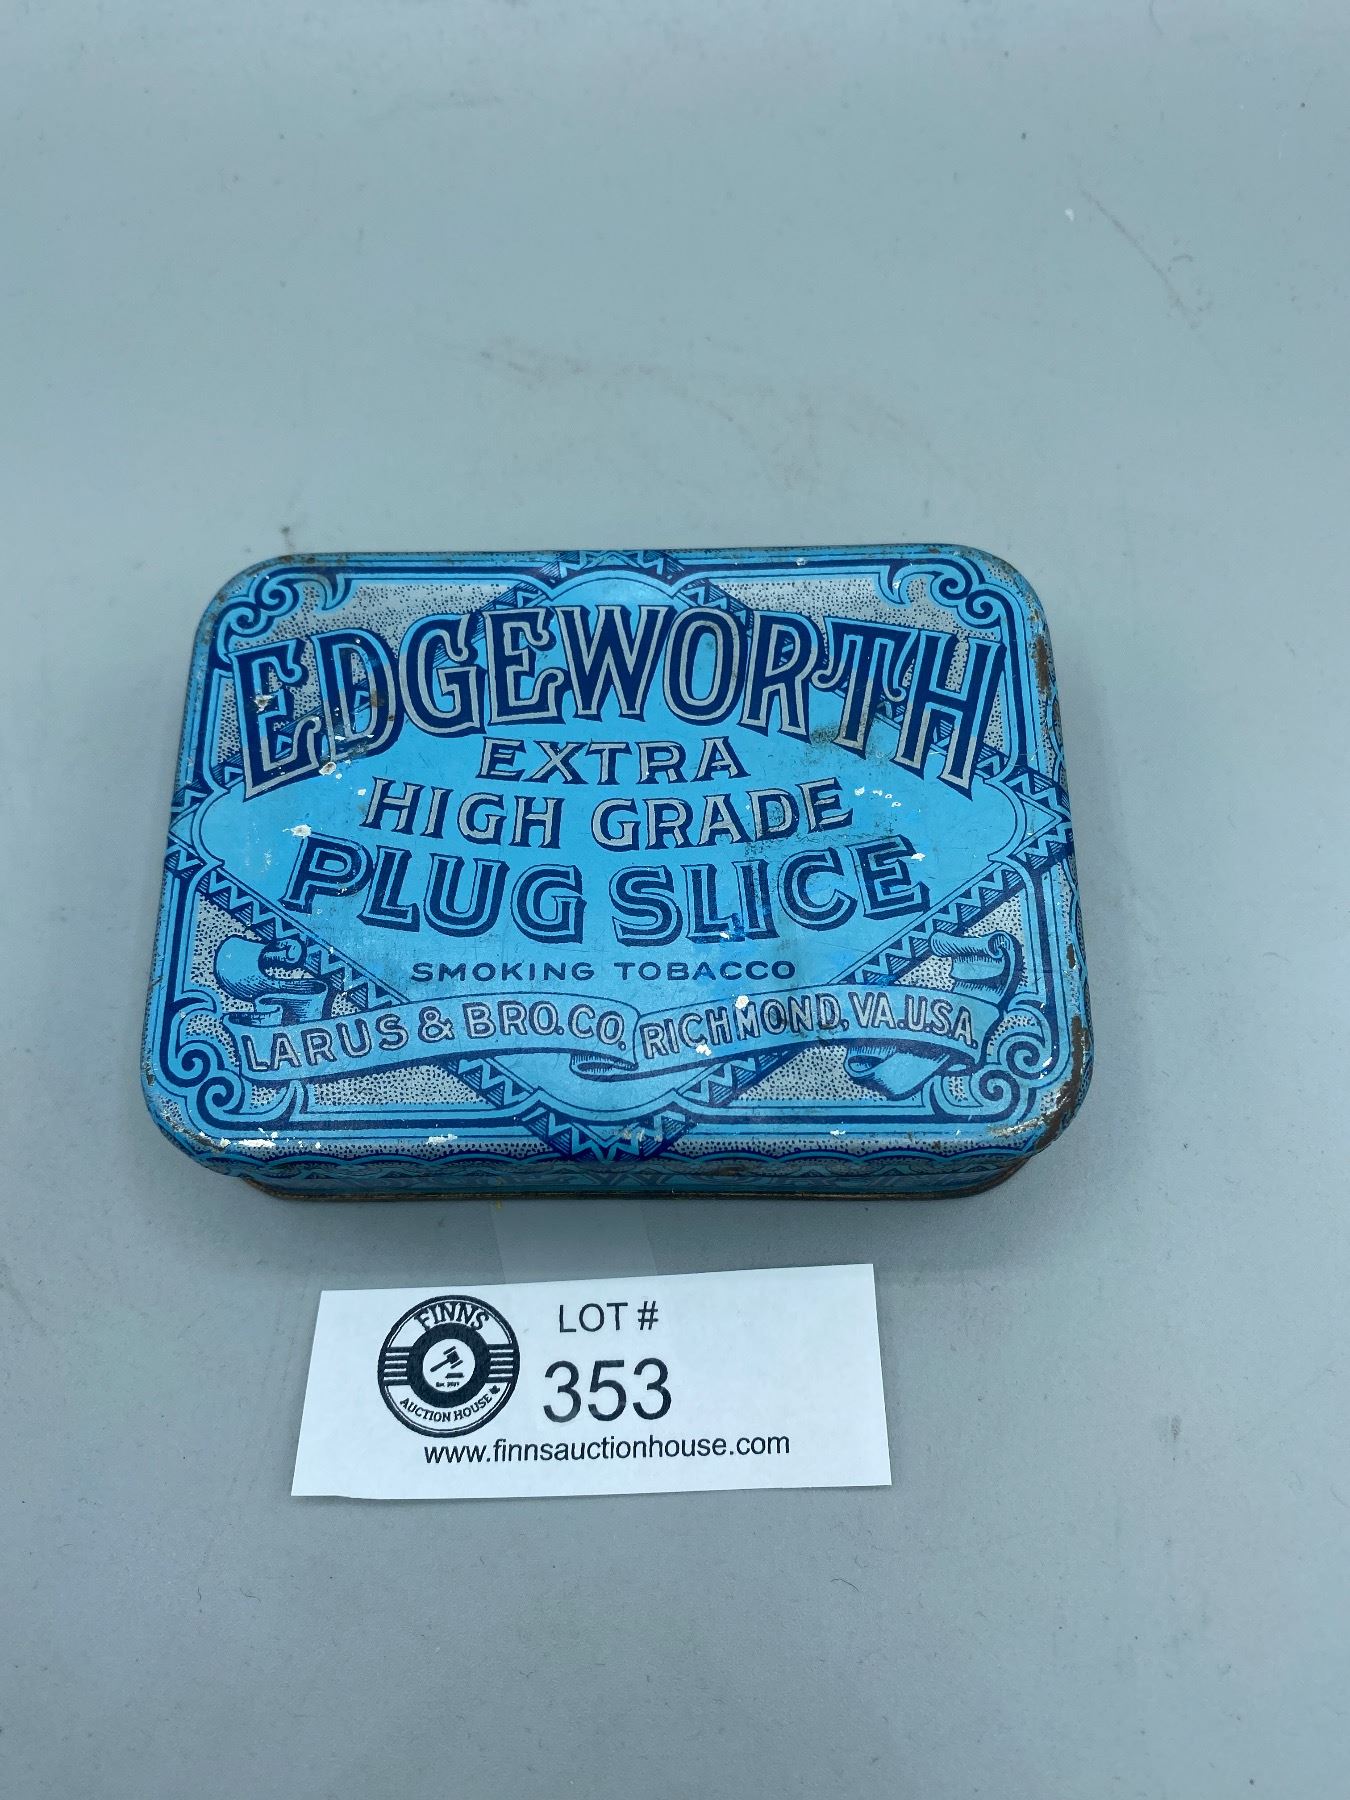 EDGEWORTH
EXTRA
HIGH GRADE
PLUG SLICE
SMOKING TOBACCO
LARUS & BRO. CO. RICHMOND, VA. U.S.A.
FINNS
AUCTION HOUSE
LOT #
353
www.finnsauctionhouse.com